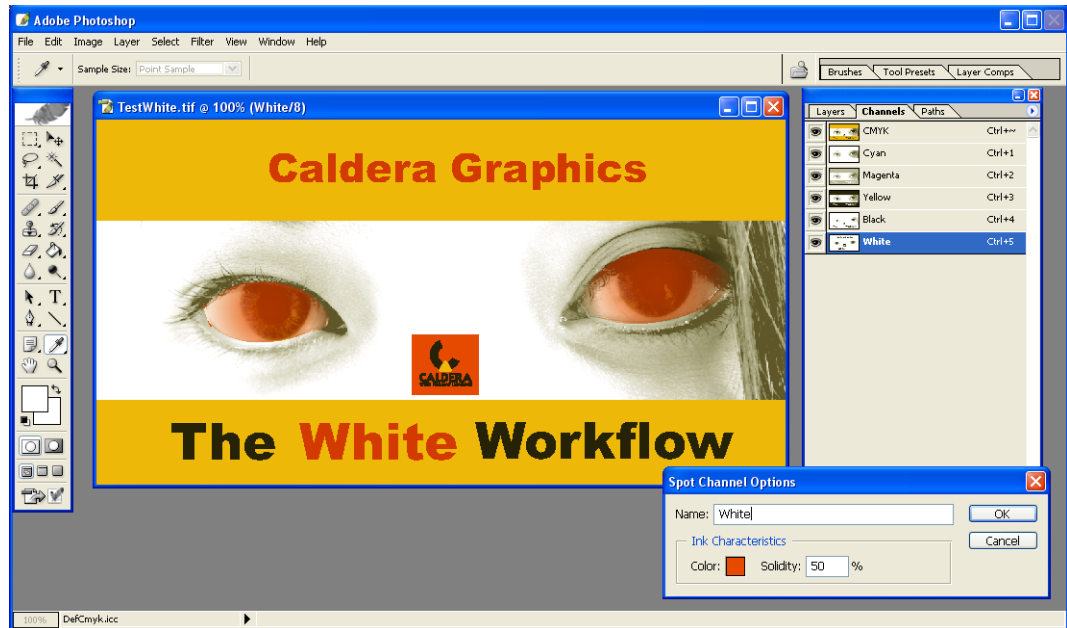 Adobe Photoshop
File Edit Image Layer Select Filter View Window Help
Sample Size: Point Sample
Brushes Tool Presets Layer Comps
TestWhite.tif @ 100% (White/8)
Layers Channels Paths
CMYK Ctrl+~
Cyan Ctrl+1
Magenta Ctrl+2
Yellow Ctrl+3
Black Ctrl+4
White Ctrl+5
Caldera Graphics
CALDERA
The White Workflow
Spot Channel Options
Name: White
OK
Ink Characteristics
Cancel
Color: Solidity: 50 %
100% DefCmyk.icc